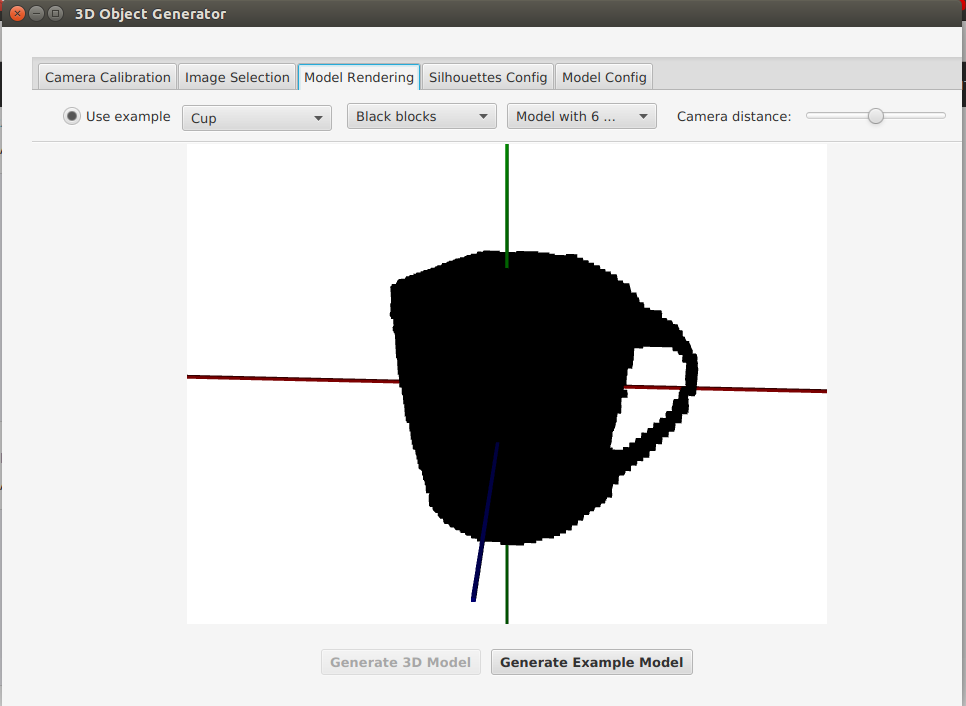 3D Object Generator
Camera Calibration Image Selection Model Rendering Silhouettes Config Model Config
Use example Cup Black blocks Model with 6 ... Camera distance:
Generate 3D Model Generate Example Model